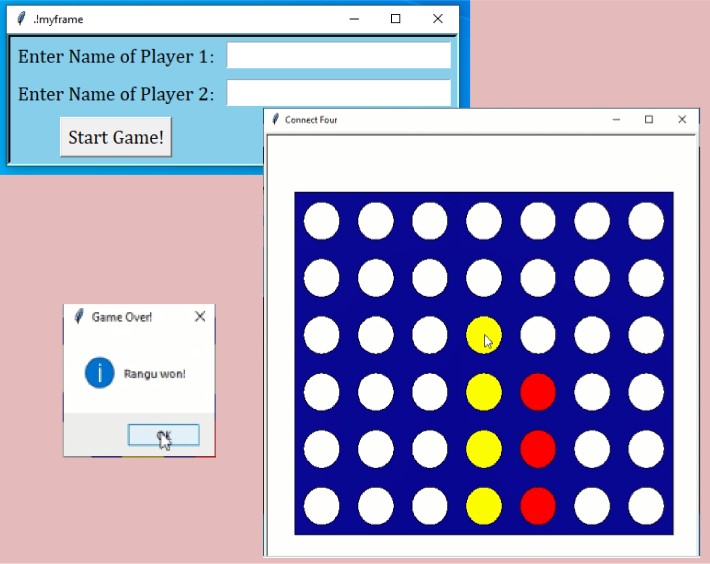 .!myframe
Enter Name of Player 1:
Enter Name of Player 2:
Start Game!
Connect Four
Game Over!
Rangu won!